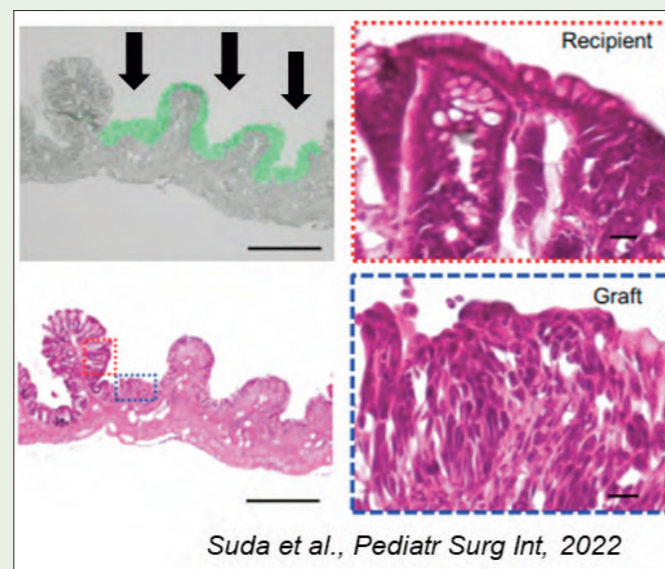 Recipient
Graft
Suda et al., Pediatr Surg Int, 2022